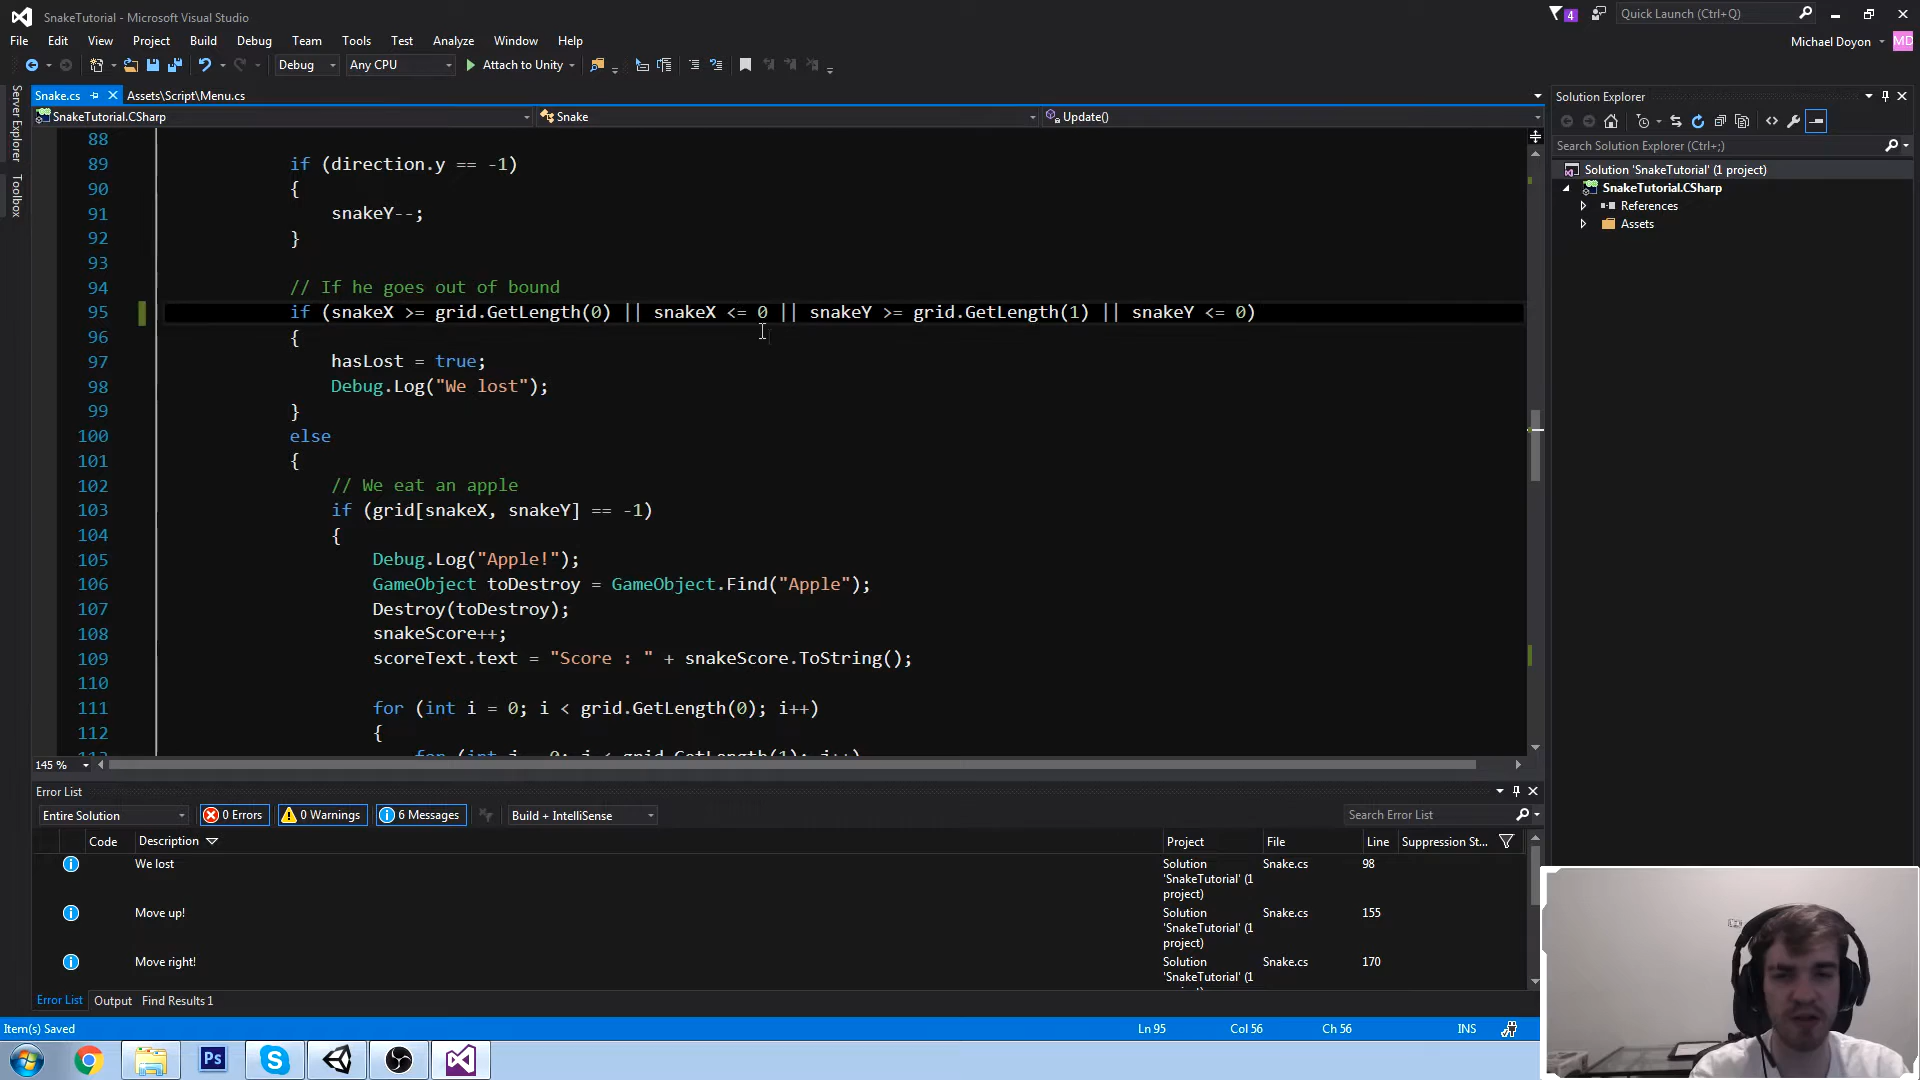 SnakeTutorial - Microsoft Visual Studio
4
Quick Launch (Ctrl+Q)
File Edit View Project Build Debug Team Tools Test Analyze Window Help
Michael Doyon
MD
Debug Any CPU Attach to Unity
Snake.cs Assets\Script\Menu.cs
SnakeTutorial.CSharp Snake Update()
Server Explorer
Toolbox
88
89 if (direction.y == -1)
90 {
91 snakeY--;
92 }
93
94 // If he goes out of bound
95 if (snakeX >= grid.GetLength(0) || snakeX <= 0 || snakeY >= grid.GetLength(1) || snakeY <= 0)
96 {
97 hasLost = true;
98 Debug.Log("We lost");
99 }
100 else
101 {
102 // We eat an apple
103 if (grid[snakeX, snakeY] == -1)
104 {
105 Debug.Log("Apple!");
106 GameObject toDestroy = GameObject.Find("Apple");
107 Destroy(toDestroy);
108 snakeScore++;
109 scoreText.text = "Score : " + snakeScore.ToString();
110
111 for (int i = 0; i < grid.GetLength(0); i++)
112 {
145 %
Solution Explorer
Search Solution Explorer (Ctrl+;)
Solution 'SnakeTutorial' (1 project)
SnakeTutorial.CSharp
References
Assets
Error List
Entire Solution 0 Errors 0 Warnings 6 Messages Build + IntelliSense Search Error List
Code Description Project File Line Suppression St...
We lost Solution 'SnakeTutorial' (1 project) Snake.cs 98
Move up! Solution 'SnakeTutorial' (1 project) Snake.cs 155
Move right! Solution 'SnakeTutorial' (1 Snake.cs 170
Error List Output Find Results 1
Item(s) Saved Ln 95 Col 56 Ch 56 INS
Ps